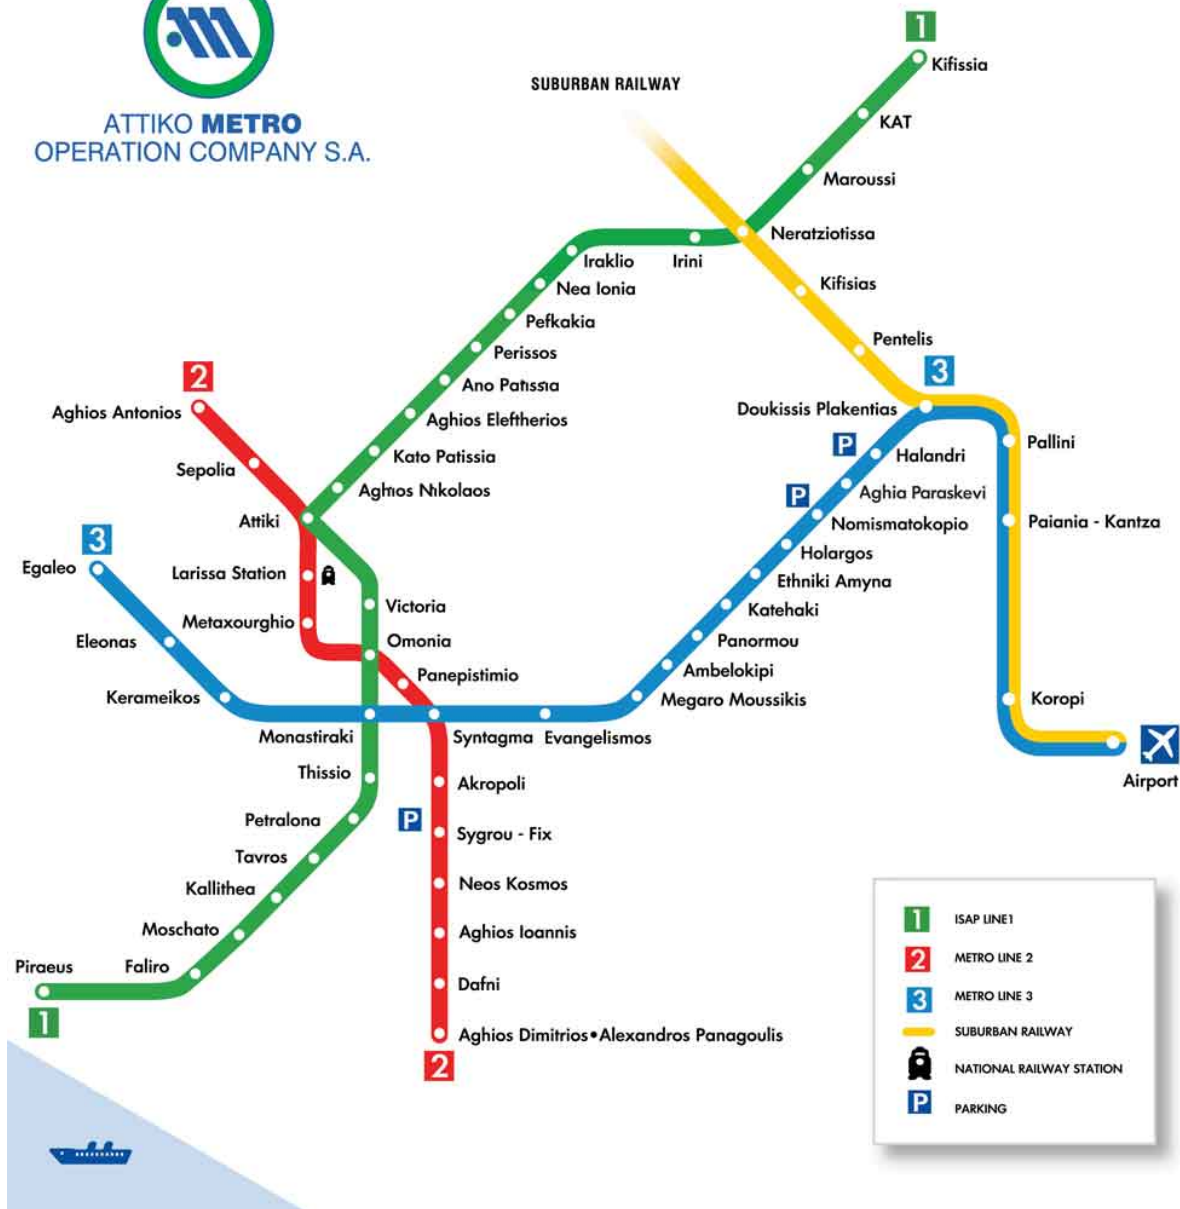 ATTIKO METRO
OPERATION COMPANY S.A.
SUBURBAN RAILWAY
1
Kifissia
KAT
Maroussi
Neratziotissa
Irini
Iraklio
Nea Ionia
Pefkakia
Perissos
Ano Patissia
Aghios Eleftherios
Kato Patissia
Aghios Nikolaos
Kifisias
Pentelis
3
Doukissis Plakentias
2
Aghios Antonios
Sepolia
Attiki
Larissa Station
Metaxourghio
Victoria
Omonia
Panepistimio
3
Egaleo
Eleonas
Kerameikos
Monastiraki
Syntagma
Evangelismos
Megaro Moussikis
Ambelokipi
Panormou
Katehaki
Ethniki Amyna
Holargos
P
Nomismatokopio
Aghia Paraskevi
P
Halandri
Pallini
Paiania - Kantza
Koropi
Airport
Thissio
Petralona
Tavros
Kallithea
Moschato
Faliro
Piraeus
1
Akropoli
P
Sygrou - Fix
Neos Kosmos
Aghios Ioannis
Dafni
Aghios Dimitrios•Alexandros Panagoulis
2
1 ISAP LINE1
2 METRO LINE 2
3 METRO LINE 3
SUBURBAN RAILWAY
NATIONAL RAILWAY STATION
P PARKING